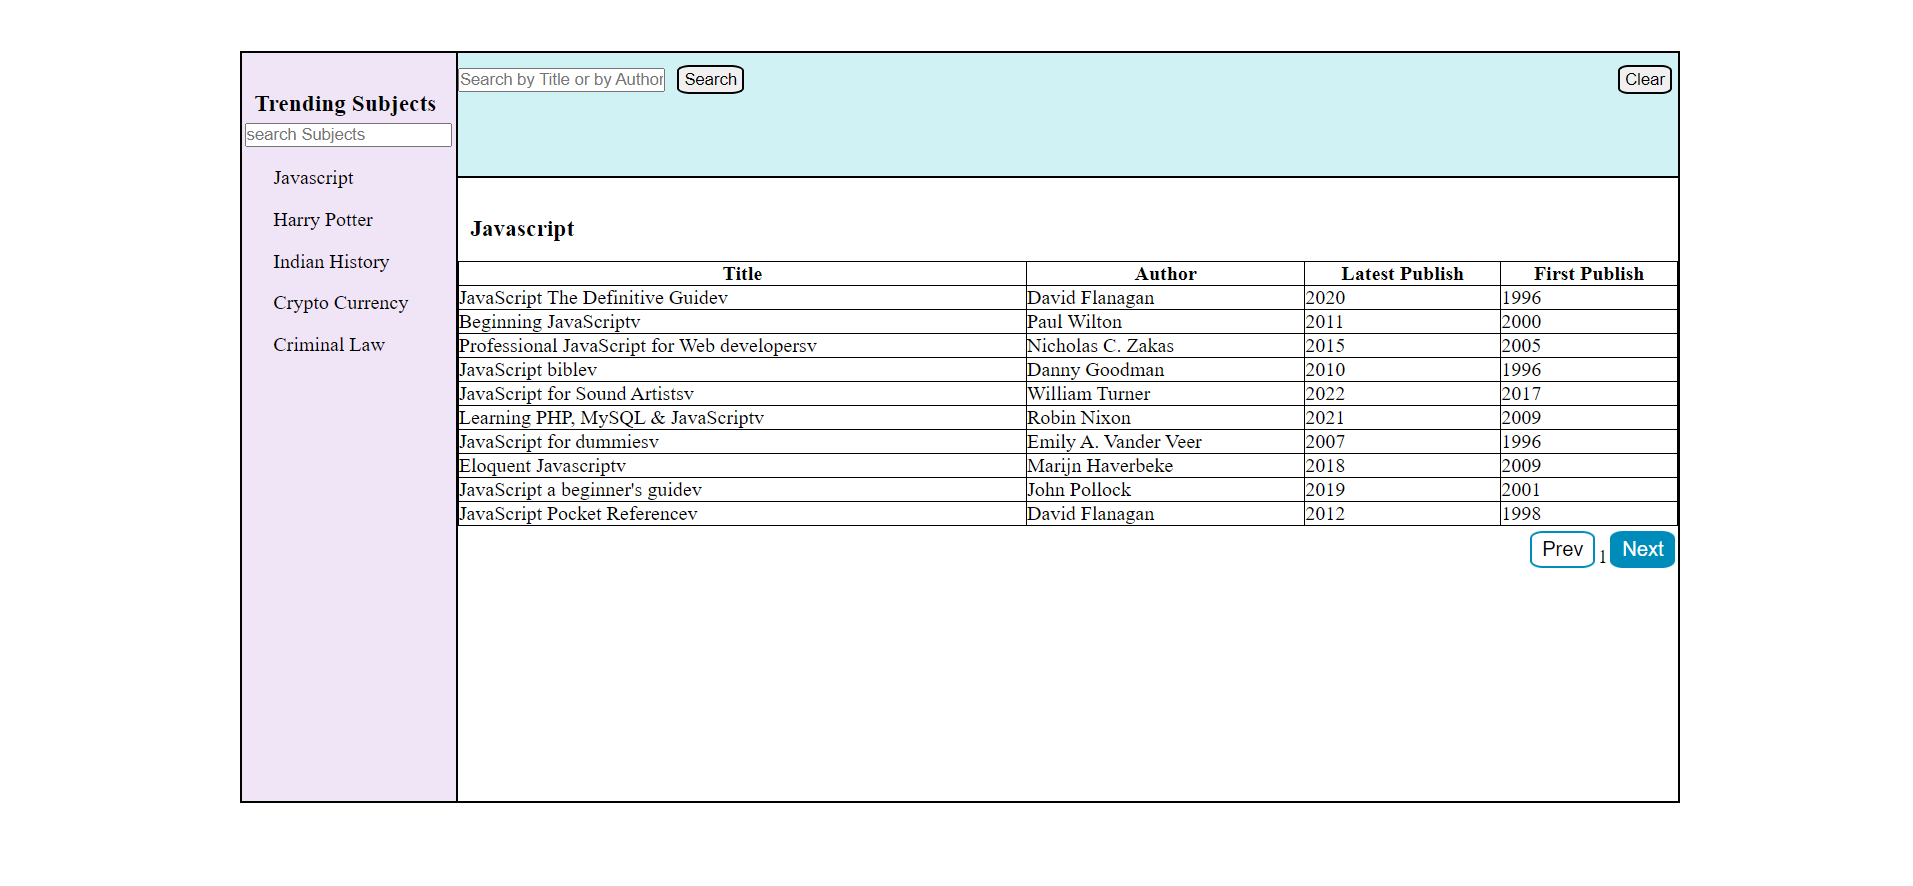 Trending Subjects
search Subjects
Javascript
Harry Potter
Indian History
Crypto Currency
Criminal Law
Search by Title or by Author Search Clear
Javascript
Title Author Latest Publish First Publish
JavaScript The Definitive Guidev David Flanagan 2020 1996
Beginning JavaScriptv Paul Wilton 2011 2000
Professional JavaScript for Web developersv Nicholas C. Zakas 2015 2005
JavaScript biblev Danny Goodman 2010 1996
JavaScript for Sound Artistsv William Turner 2022 2017
Learning PHP, MySQL & JavaScriptv Robin Nixon 2021 2009
JavaScript for dummiesv Emily A. Vander Veer 2007 1996
Eloquent Javascriptv Marijn Haverbeke 2018 2009
JavaScript a beginner's guidev John Pollock 2019 2001
JavaScript Pocket Referencev David Flanagan 2012 1998
Prev 1 Next